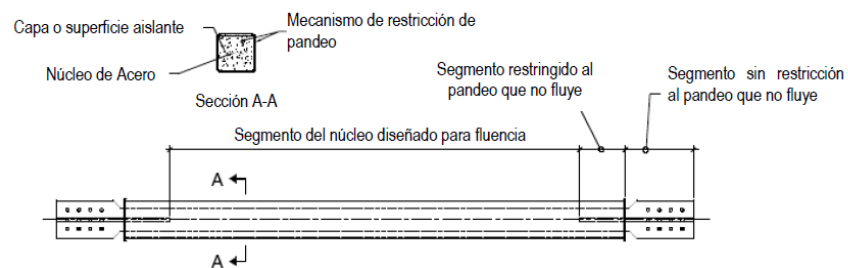 Capa o superficie aislante
Mecanismo de restricción de
pandeo
Núcleo de Acero
Sección A-A
Segmento restringido al
pandeo que no fluye
Segmento sin restricción
al pandeo que no fluye
Segmento del núcleo diseñado para fluencia
A
A